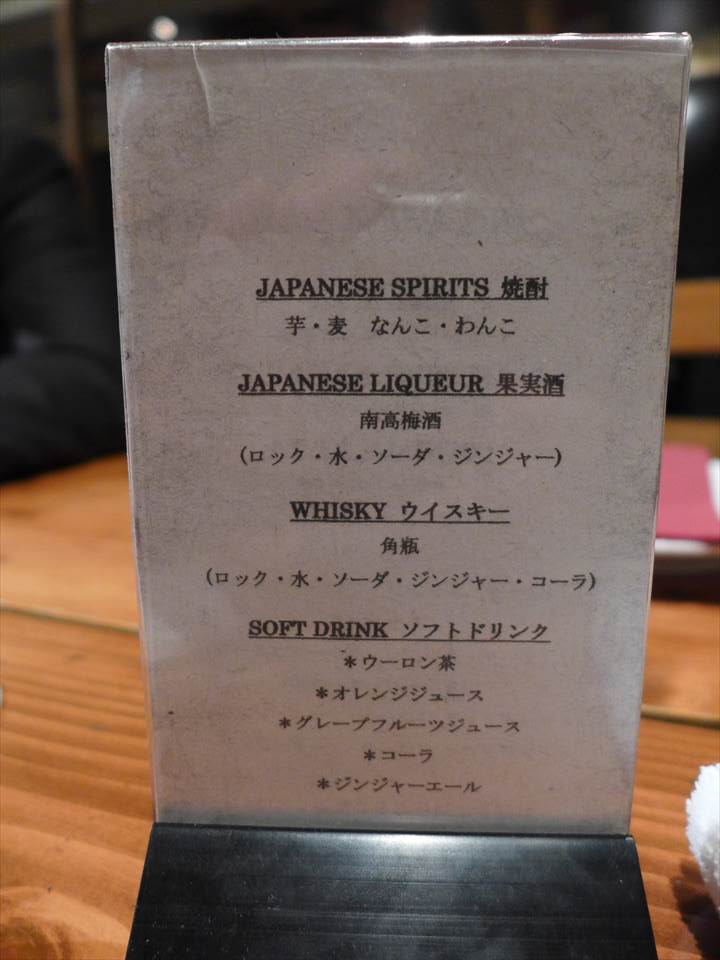 JAPANESE SPIRITS 焼酎
芋・麦 なんこ・わんこ
JAPANESE LIQUEUR 果実酒
南高梅酒
(ロック・水・ソーダ・ジンジャー)
WHISKY ウイスキー
角瓶
(ロック・水・ソーダ・ジンジャー・コーラ)
SOFT DRINK ソフトドリンク
＊ウーロン茶
＊オレンジジュース
＊グレープフルーツジュース
＊コーラ
＊ジンジャーエール